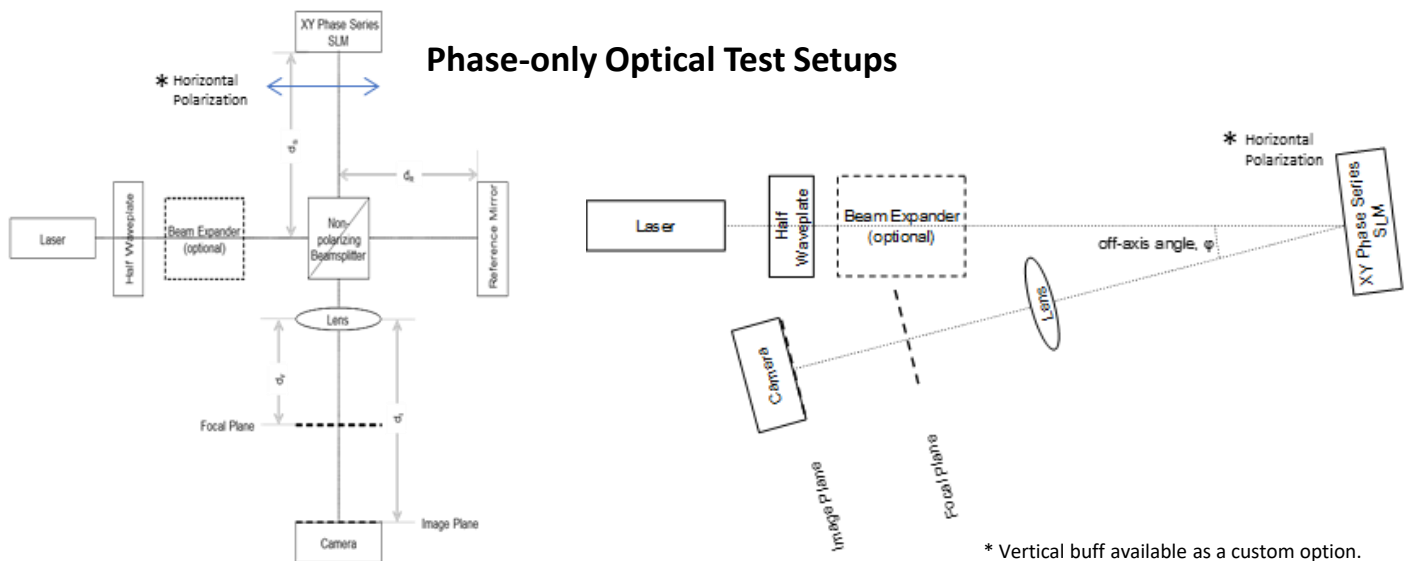 Phase-only Optical Test Setups
XY Phase Series
SLM
* Horizontal
Polarization
dₒ
dᵣ
Laser
Half Waveplate
Beam Expander
(optional)
Non-
polarizing
Beamsplitter
Reference Mirror
Lens
Focal Plane
Image Plane
Camera
* Horizontal
Polarization
Laser
Half
Waveplate
Beam Expander
(optional)
off-axis angle, φ
XY Phase Series
SLM
Lens
Camera
Image Plane
Focal Plane
* Vertical buff available as a custom option.